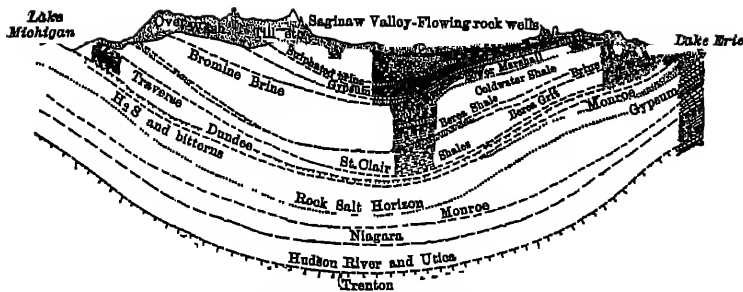 Lake
Michigan
Saginaw Valley-Flowing rock wells
Lake Erie
Till
Bromine Brine
Gypsum
Marshall
Coldwater Shale
Berea Shale
Brine
Berea Grit
Traverse
Dundee
H₂S and bitterns
St. Clair
Shales
Monroe
Gypsum
Rock Salt Horizon
Monroe
Niagara
Hudson River and Utica
Trenton